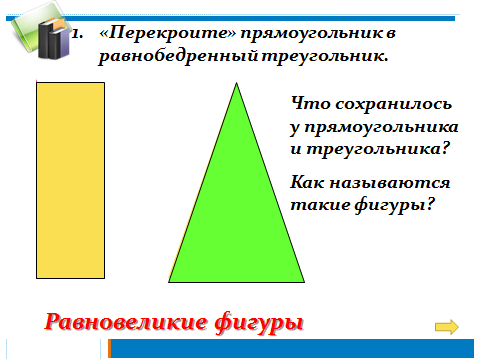 1. «Перекроите» прямоугольник в
равнобедренный треугольник.
Что сохранилось
у прямоугольника
и треугольника?
Как называются
такие фигуры?
Равновеликие фигуры